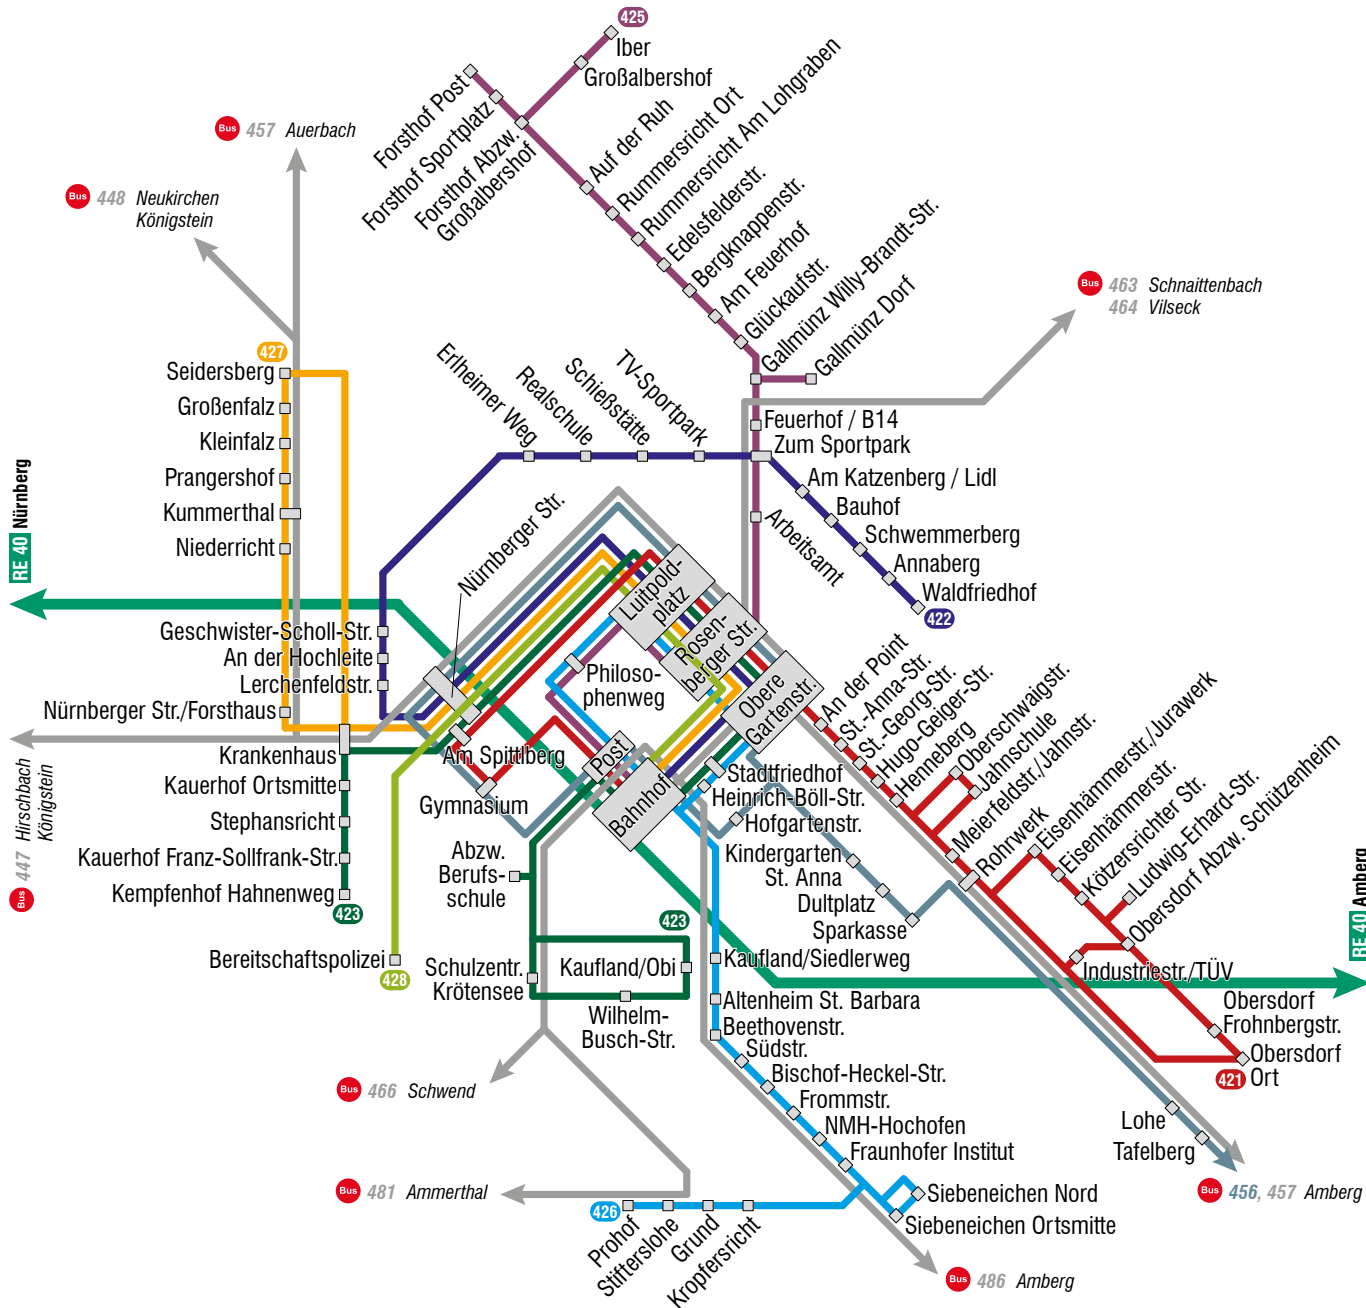 425
Iber
Großalbershof
Forsthof Post
Forsthof Sportplatz
Forsthof Abzw.
Großalbershof
Auf der Ruh
Rummersricht Ort
Rummersricht Am Lohgraben
Edelsfelderstr.
Bergknappenstr.
Am Feuerhof
Glückaufstr.
Gallmünz Willy-Brandt-Str.
Gallmünz Dorf
Bus 457 Auerbach
Bus 448 Neukirchen
Königstein
Bus 463 Schnaittenbach
464 Vilseck
427
Seidersberg
Großenfalz
Kleinfalz
Prangershof
Kummerthal
Niederricht
Erlheimer Weg
Realschule
Schießstätte
TV-Sportpark
Feuerhof / B14
Zum Sportpark
Am Katzenberg / Lidl
Bauhof
Schwemmerberg
Annaberg
Waldfriedhof
422
Arbeitsamt
RE 40 Nürnberg
Nürnberger Str.
Luitpold-
platz
Rosen-
berger Str.
Obere
Gartenstr.
Geschwister-Scholl-Str.
An der Hochleite
Lerchenfeldstr.
Nürnberger Str./Forsthaus
Krankenhaus
Kauerhof Ortsmitte
Stephansricht
Kauerhof Franz-Sollfrank-Str.
Kempfenhof Hahnenweg
423
Bus 447 Hirschbach
Königstein
Philoso-
phenweg
Am Spittlberg
Gymnasium
Post
Bahnhof
Stadtfriedhof
Heinrich-Böll-Str.
Hofgartenstr.
Kindergarten
St. Anna
Dultplatz
Sparkasse
An der Point
St.-Anna-Str.
St.-Georg-Str.
Hugo-Geiger-Str.
Henneberg
Oberschwaigstr.
Jahnschule
Meierfeldstr./Jahnstr.
Rohrwerk
Eisenhämmerstr./Jurawerk
Eisenhämmerstr.
Kötzersrichter Str.
Ludwig-Erhard-Str.
Obersdorf Abzw. Schützenheim
Industriestr./TÜV
Obersdorf
Frohnbergstr.
Obersdorf
Ort
421
RE 40 Amberg
Abzw.
Berufs-
schule
423
Bereitschaftspolizei
428
Schulzentr.
Krötensee
Kaufland/Obi
Wilhelm-
Busch-Str.
Kaufland/Siedlerweg
Altenheim St. Barbara
Beethovenstr.
Südstr.
Bischof-Heckel-Str.
Frommstr.
NMH-Hochofen
Fraunhofer Institut
Siebeneichen Nord
Siebeneichen Ortsmitte
Lohe
Tafelberg
Bus 466 Schwend
Bus 481 Ammerthal
426
Prohof
Stifterslohe
Grund
Kropfersricht
Bus 456, 457 Amberg
Bus 486 Amberg